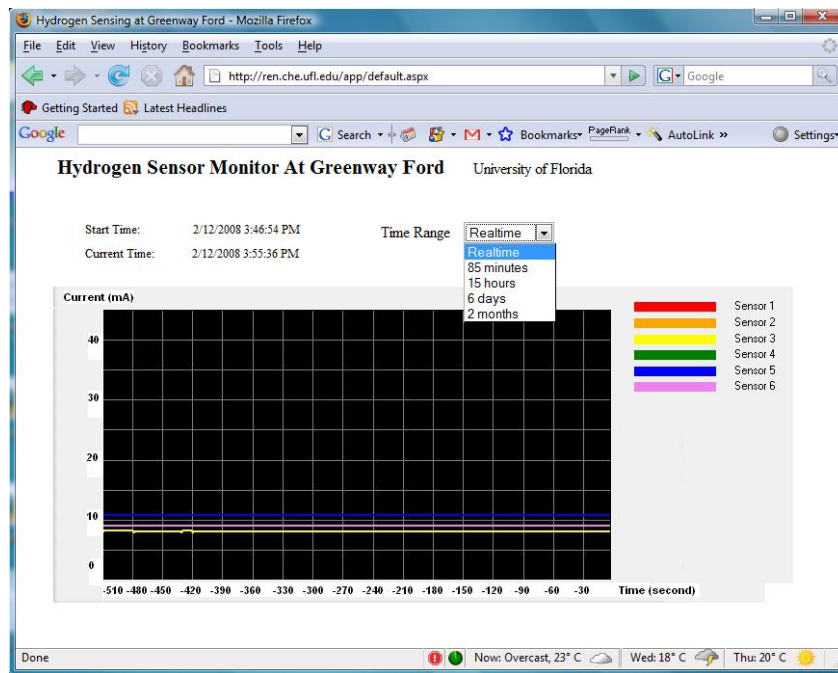 Hydrogen Sensing at Greenway Ford - Mozilla Firefox
File Edit View History Bookmarks Tools Help
http://ren.che.ufl.edu/app/default.aspx G Google
Getting Started Latest Headlines
Google G Search Bookmarks PageRank AutoLink » Settings
Hydrogen Sensor Monitor At Greenway Ford University of Florida
Start Time: 2/12/2008 3:46:54 PM Time Range Realtime
Current Time: 2/12/2008 3:55:36 PM
Realtime
85 minutes
15 hours
6 days
2 months
Current (mA)
Sensor 1
Sensor 2
Sensor 3
Sensor 4
Sensor 5
Sensor 6
40
30
20
10
0
-510 -480 -450 -420 -390 -360 -330 -300 -270 -240 -210 -180 -150 -120 -90 -60 -30 Time (second)
Done Now: Overcast, 23° C Wed: 18° C Thu: 20° C